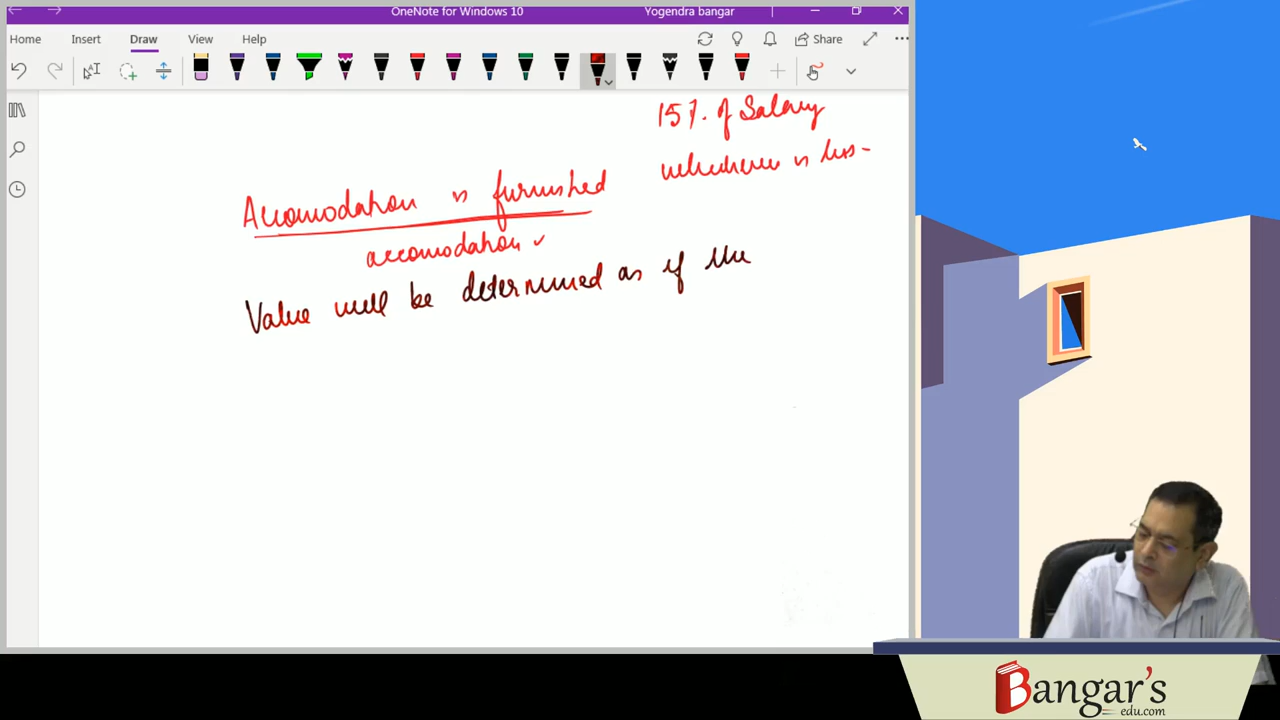 OneNote for Windows 10
Yogendra bangar
Home Insert Draw View Help
Share
15%. of Salary
whichever is less -
Accomodation is furnished
accomodation ✓
Value will be determined as if the
Bangar's
edu.com